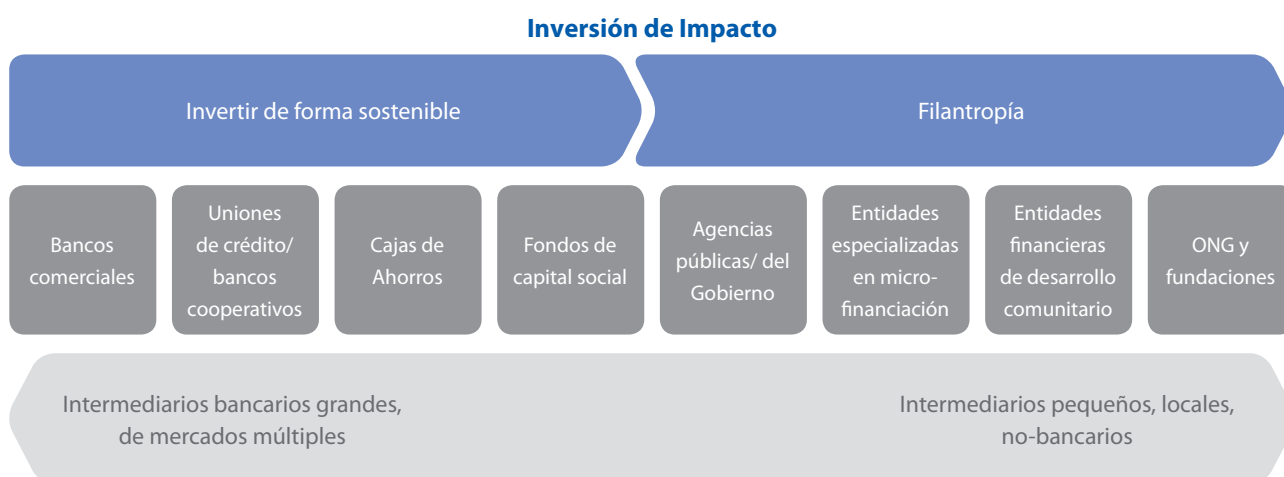 Inversión de Impacto
Invertir de forma sostenible
Filantropía
Bancos
comerciales
Uniones
de crédito/
bancos
cooperativos
Cajas de
Ahorros
Fondos de
capital social
Agencias
públicas/ del
Gobierno
Entidades
especializadas
en micro-
financiación
Entidades
financieras
de desarrollo
comunitario
ONG y
fundaciones
Intermediarios bancarios grandes,
de mercados múltiples
Intermediarios pequeños, locales,
no-bancarios